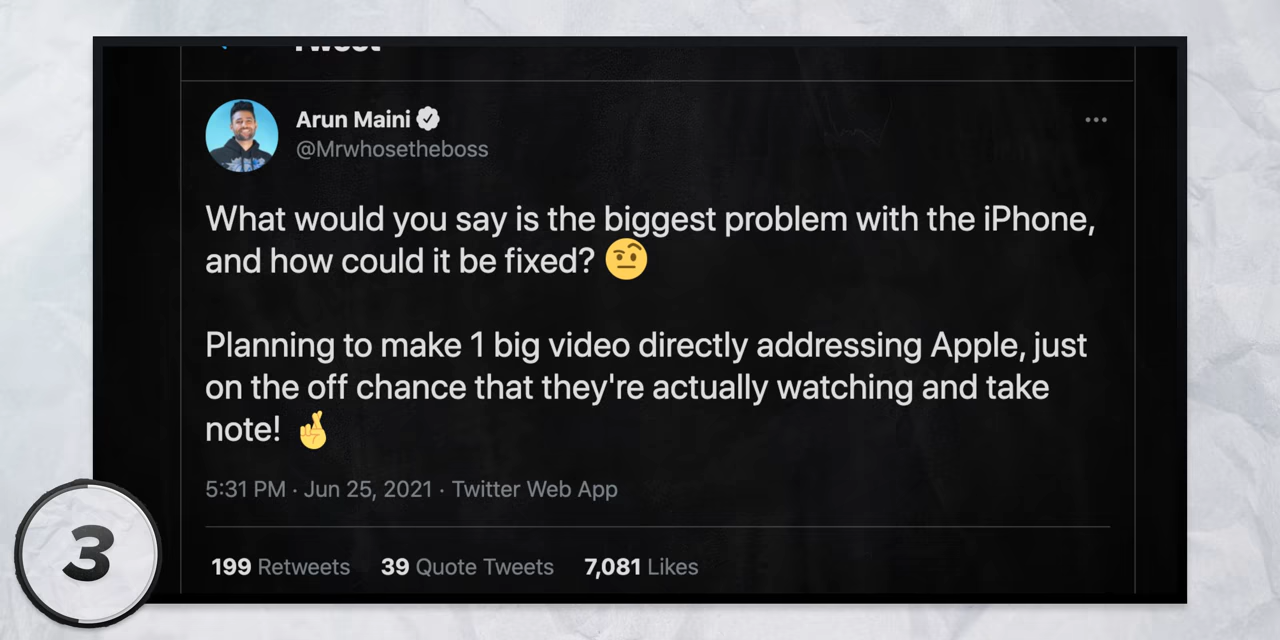 Tweet
Arun Maini
@Mrwhosetheboss
What would you say is the biggest problem with the iPhone,
and how could it be fixed? 🤨
Planning to make 1 big video directly addressing Apple, just
on the off chance that they're actually watching and take
note! 🤞
5:31 PM · Jun 25, 2021 · Twitter Web App
199 Retweets 39 Quote Tweets 7,081 Likes
3